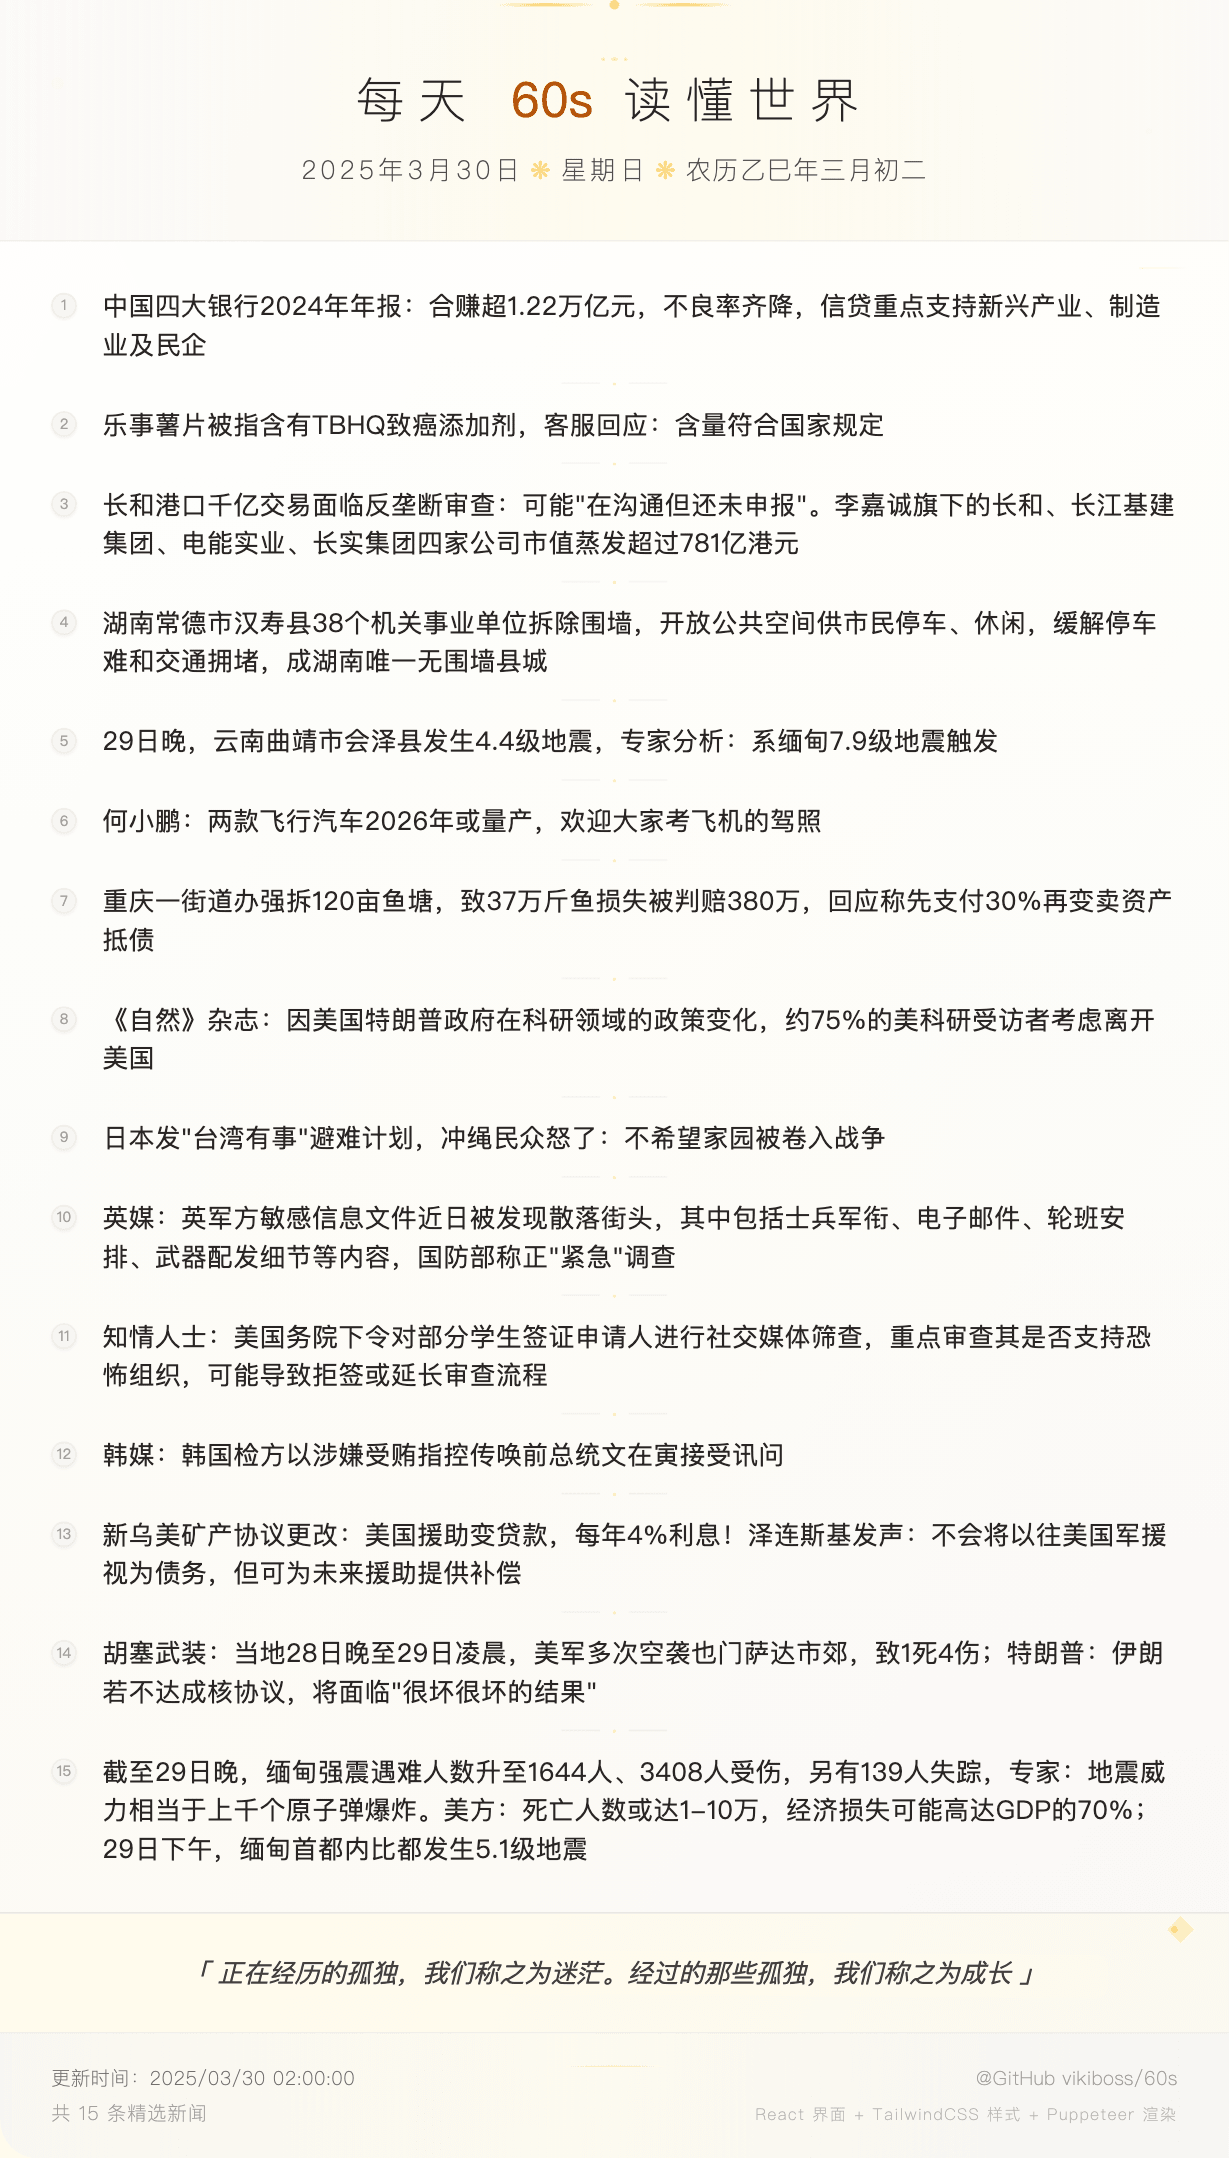 每天 60s 读懂世界
2025年3月30日 ❋ 星期日 ❋ 农历乙巳年三月初二
1 中国四大银行2024年年报：合赚超1.22万亿元，不良率齐降，信贷重点支持新兴产业、制造
业及民企
2 乐事薯片被指含有TBHQ致癌添加剂，客服回应：含量符合国家规定
3 长和港口千亿交易面临反垄断审查：可能"在沟通但还未申报"。李嘉诚旗下的长和、长江基建
集团、电能实业、长实集团四家公司市值蒸发超过781亿港元
4 湖南常德市汉寿县38个机关事业单位拆除围墙，开放公共空间供市民停车、休闲，缓解停车
难和交通拥堵，成湖南唯一无围墙县城
5 29日晚，云南曲靖市会泽县发生4.4级地震，专家分析：系缅甸7.9级地震触发
6 何小鹏：两款飞行汽车2026年或量产，欢迎大家考飞机的驾照
7 重庆一街道办强拆120亩鱼塘，致37万斤鱼损失被判赔380万，回应称先支付30%再变卖资产
抵债
8 《自然》杂志：因美国特朗普政府在科研领域的政策变化，约75%的美科研受访者考虑离开
美国
9 日本发"台湾有事"避难计划，冲绳民众怒了：不希望家园被卷入战争
10 英媒：英军方敏感信息文件近日被发现散落街头，其中包括士兵军衔、电子邮件、轮班安
排、武器配发细节等内容，国防部称正"紧急"调查
11 知情人士：美国务院下令对部分学生签证申请人进行社交媒体筛查，重点审查其是否支持恐
怖组织，可能导致拒签或延长审查流程
12 韩媒：韩国检方以涉嫌受贿指控传唤前总统文在寅接受讯问
13 新乌美矿产协议更改：美国援助变贷款，每年4%利息！泽连斯基发声：不会将以往美国军援
视为债务，但可为未来援助提供补偿
14 胡塞武装：当地28日晚至29日凌晨，美军多次空袭也门萨达市郊，致1死4伤；特朗普：伊朗
若不达成核协议，将面临"很坏很坏的结果"
15 截至29日晚，缅甸强震遇难人数升至1644人、3408人受伤，另有139人失踪，专家：地震威
力相当于上千个原子弹爆炸。美方：死亡人数或达1-10万，经济损失可能高达GDP的70%；
29日下午，缅甸首都内比都发生5.1级地震
「 正在经历的孤独，我们称之为迷茫。经过的那些孤独，我们称之为成长 」
更新时间：2025/03/30 02:00:00
@GitHub vikiboss/60s
共 15 条精选新闻
React 界面 + TailwindCSS 样式 + Puppeteer 渲染